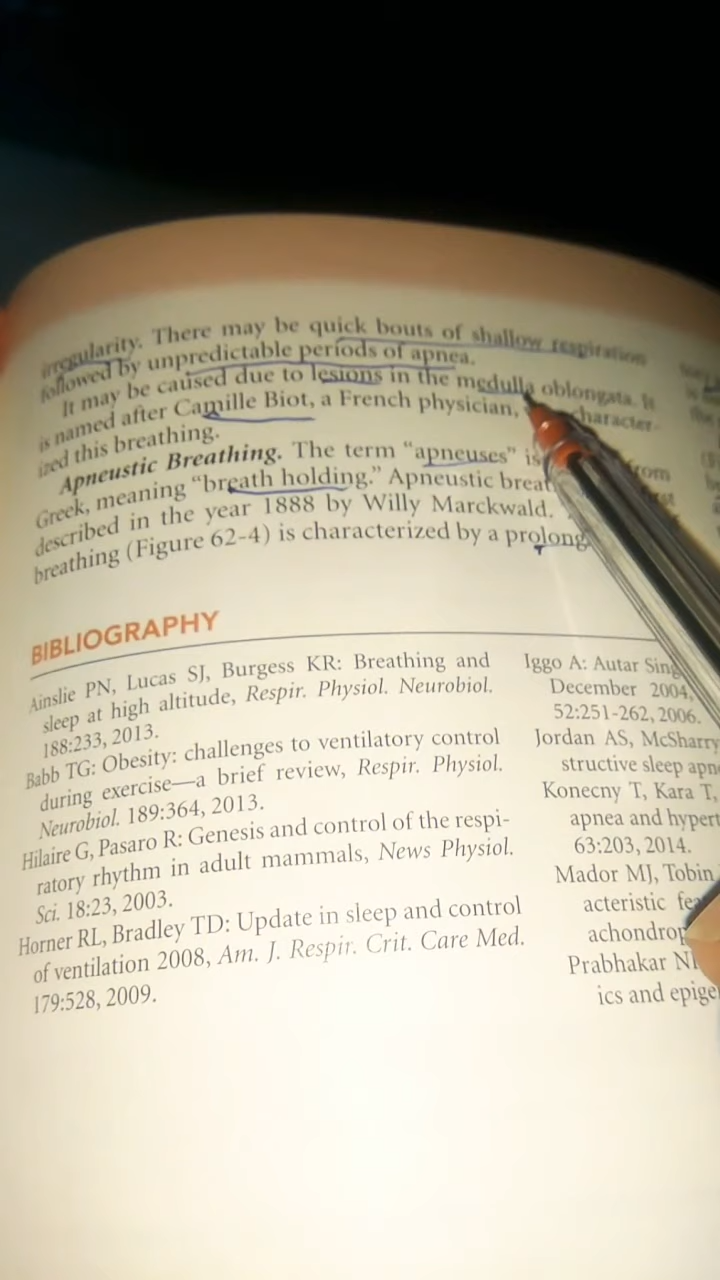 irregularity. There may be quick bouts of shallow respiration
followed by unpredictable periods of apnea.
It may be caused due to lesions in the medulla oblongata. It
is named after Camille Biot, a French physician, character-
ized this breathing.
Apneustic Breathing. The term “apneuses” is from
Greek, meaning “breath holding.” Apneustic breat
described in the year 1888 by Willy Marckwald.
breathing (Figure 62-4) is characterized by a prolong
BIBLIOGRAPHY
Ainslie PN, Lucas SJ, Burgess KR: Breathing and
sleep at high altitude, Respir. Physiol. Neurobiol.
188:233, 2013.
Babb TG: Obesity: challenges to ventilatory control
during exercise—a brief review, Respir. Physiol.
Neurobiol. 189:364, 2013.
Hilaire G, Pasaro R: Genesis and control of the respi-
ratory rhythm in adult mammals, News Physiol.
Sci. 18:23, 2003.
Horner RL, Bradley TD: Update in sleep and control
of ventilation 2008, Am. J. Respir. Crit. Care Med.
179:528, 2009.
Iggo A: Autar Sing
December 2004,
52:251-262, 2006.
Jordan AS, McSharry
structive sleep apn
Konecny T, Kara T,
apnea and hypert
63:203, 2014.
Mador MJ, Tobin
acteristic fe
achondrop
Prabhakar N
ics and epige